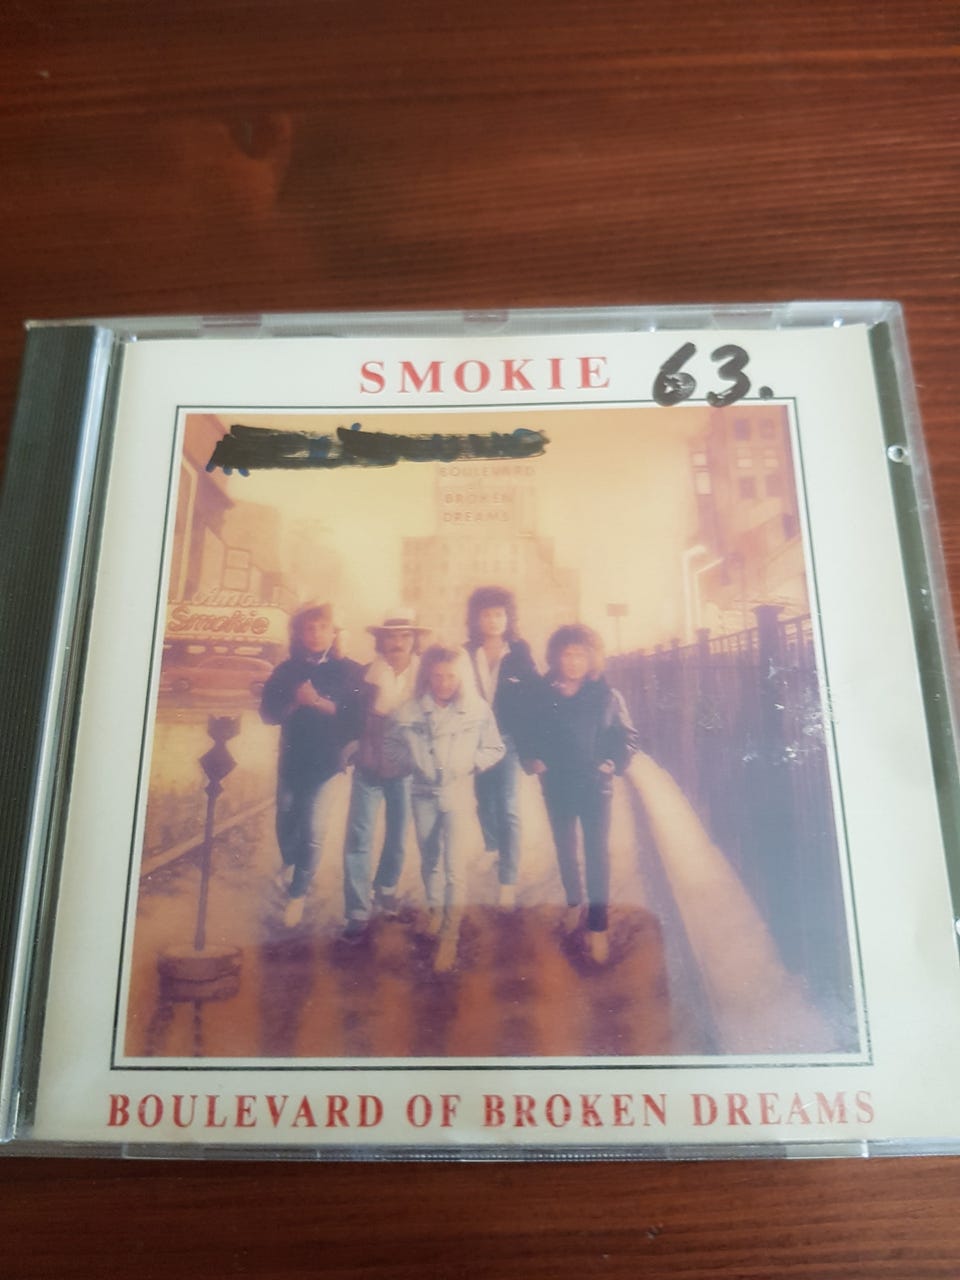 SMOKIE 63.
BOULEVARD
OF
BROKEN
DREAMS
Smokie
BOULEVARD OF BROKEN DREAMS